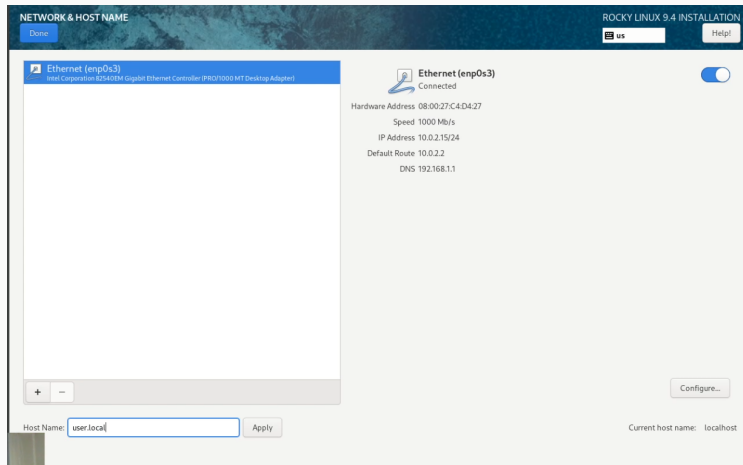 NETWORK & HOST NAME
ROCKY LINUX 9.4 INSTALLATION
Done
us
Help!
Ethernet (enp0s3)
Intel Corporation 82540EM Gigabit Ethernet Controller (PRO/1000 MT Desktop Adapter)
Ethernet (enp0s3)
Connected
Hardware Address 08:00:27:C4:D4:27
Speed 1000 Mb/s
IP Address 10.0.2.15/24
Default Route 10.0.2.2
DNS 192.168.1.1
+ −
Configure...
Host Name: user.local Apply
Current host name: localhost